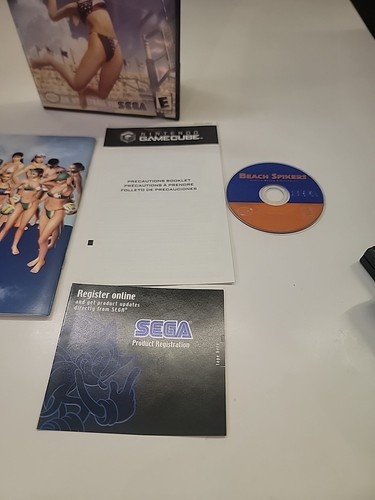 SEGA
E
NINTENDO
GAMECUBE
PRECAUTIONS BOOKLET
PRÉCAUTIONS À PRENDRE
FOLLETO DE PRECAUCIONES
BEACH SPIKERS
Register online
and get product updates
directly from SEGA
SEGA
Product Registration